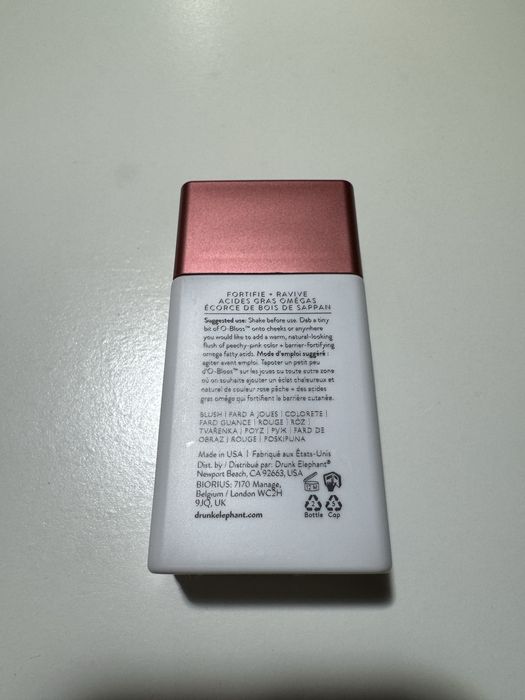 FORTIFIE + RAVIVE
ACIDES GRAS OMÉGAS
ÉCORCE DE BOIS DE SAPPAN
Suggested use: Shake before use. Dab a tiny
bit of O-Bloos™ onto cheeks or anywhere
you would like to add a warm, natural-looking
flush of peachy-pink color + barrier-fortifying
omega fatty acids. Mode d'emploi suggéré :
agiter avant emploi. Tapoter un petit peu
d'O-Bloos™ sur les joues ou toute autre zone
où on souhaite ajouter un éclat chaleureux et
naturel de couleur rose pêche + des acides
gras oméga qui fortifient la barrière cutanée.
BLUSH | FARD A JOUES | COLORETE |
FARD GUANCE | ROUGE | RÓŻ |
TVÁŘENKA | ΡΟΥΖ | РУЖ | FARD DE
OBRAZ | ROUGE | POSKIPUNA
Made in USA | Fabriqué aux États-Unis
Dist. by / Distribué par: Drunk Elephant®
Newport Beach, CA 92663, USA
BIORIUS: 7170 Manage,
Belgium / London WC2H
9JQ, UK
drunkelephant.com
12 M
2 5
Bottle Cap